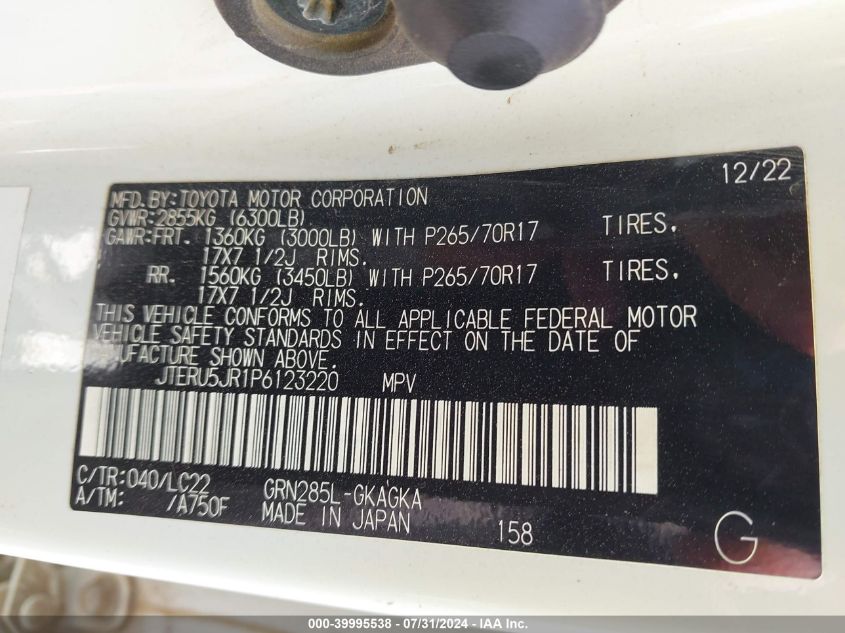 12/22
MFD.BY:TOYOTA MOTOR CORPORATION
GVWR:2855KG (6300LB)
GAWR:FRT. 1360KG (3000LB) WITH P265/70R17 TIRES,
17X7 1/2J RIMS.
RR. 1560KG (3450LB) WITH P265/70R17 TIRES,
17X7 1/2J RIMS.
THIS VEHICLE CONFORMS TO ALL APPLICABLE FEDERAL MOTOR
VEHICLE SAFETY STANDARDS IN EFFECT ON THE DATE OF
MANUFACTURE SHOWN ABOVE.
JTERU5JR1P6123220 MPV
C/TR:040/LC22 GRN285L-GKAGKA
A/TM: /A750F MADE IN JAPAN 158 G
000-39995538 - 07/31/2024 - IAA Inc.